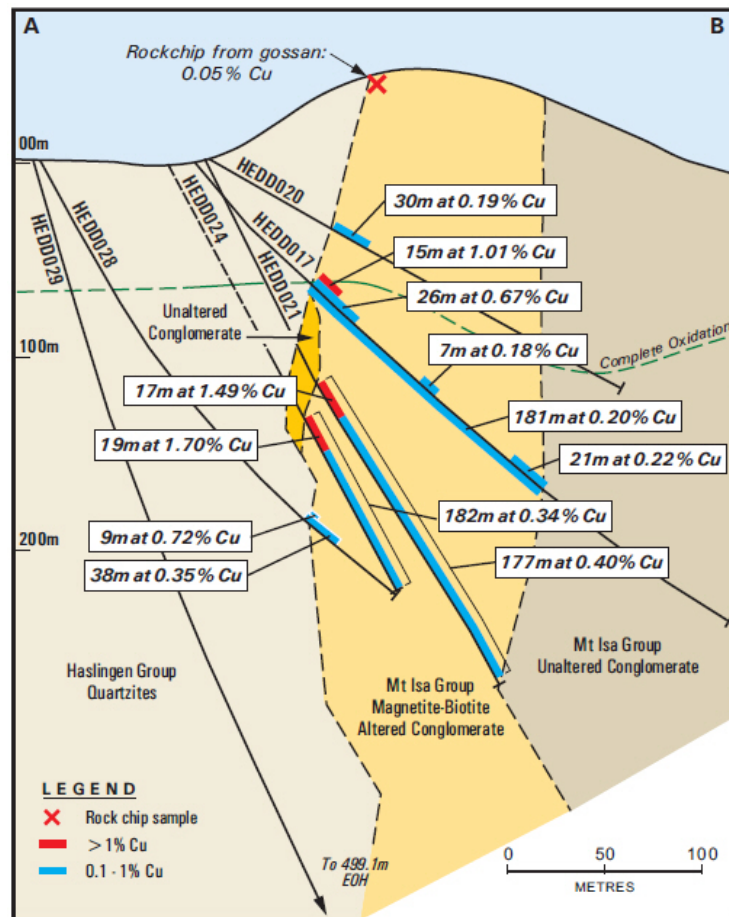 A
B
Rockchip from gossan:
0.05% Cu
00m
HEDD020
HEDD024
HEDD017
HEDD028
HEDD029
HEDD021
30m at 0.19% Cu
15m at 1.01% Cu
26m at 0.67% Cu
Unaltered
Conglomerate
7m at 0.18% Cu
Complete Oxidation
100m
17m at 1.49% Cu
181m at 0.20% Cu
19m at 1.70% Cu
21m at 0.22% Cu
182m at 0.34% Cu
9m at 0.72% Cu
200m
177m at 0.40% Cu
38m at 0.35% Cu
Haslingen Group
Quartzites
Mt Isa Group
Magnetite-Biotite
Altered Conglomerate
Mt Isa Group
Unaltered Conglomerate
LEGEND
Rock chip sample
>1% Cu
0.1 - 1% Cu
To 499.1m
EOH
0 50 100
METRES